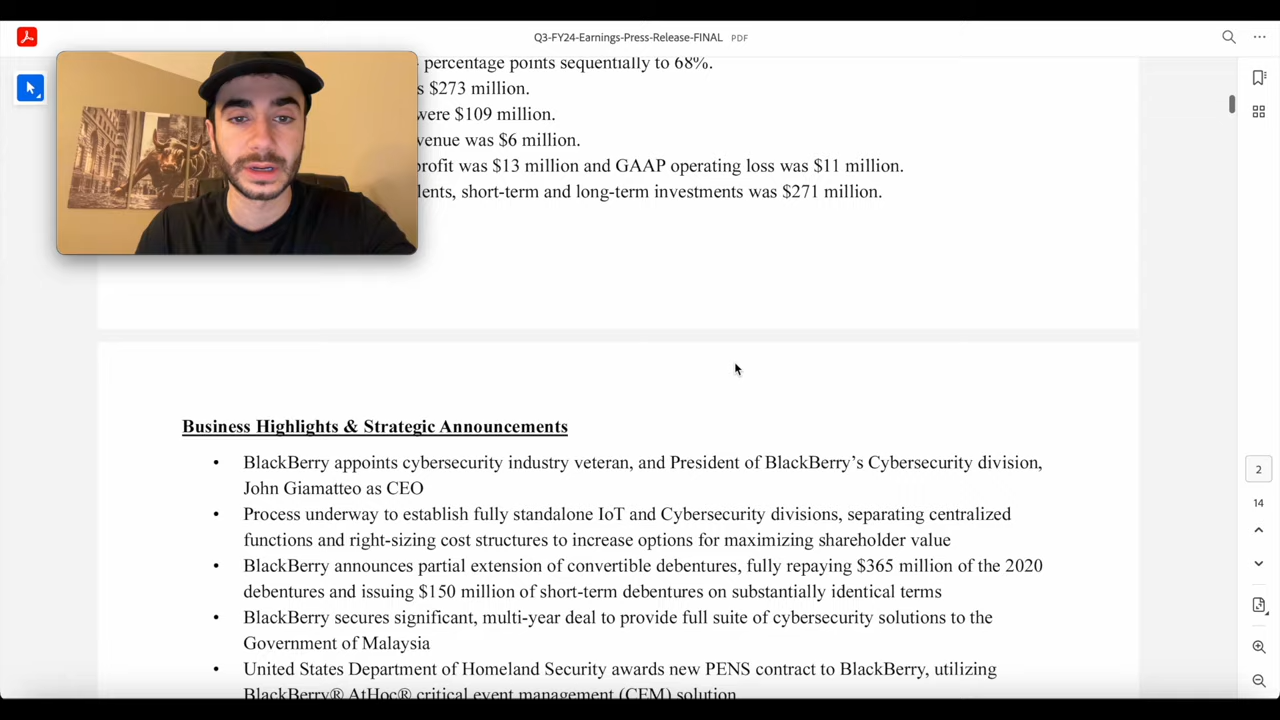 Q3-FY24-Earnings-Press-Release-FINAL PDF
percentage points sequentially to 68%.
s $273 million.
were $109 million.
venue was $6 million.
profit was $13 million and GAAP operating loss was $11 million.
lents, short-term and long-term investments was $271 million.
Business Highlights & Strategic Announcements
• BlackBerry appoints cybersecurity industry veteran, and President of BlackBerry’s Cybersecurity division,
John Giamatteo as CEO
• Process underway to establish fully standalone IoT and Cybersecurity divisions, separating centralized
functions and right-sizing cost structures to increase options for maximizing shareholder value
• BlackBerry announces partial extension of convertible debentures, fully repaying $365 million of the 2020
debentures and issuing $150 million of short-term debentures on substantially identical terms
• BlackBerry secures significant, multi-year deal to provide full suite of cybersecurity solutions to the
Government of Malaysia
• United States Department of Homeland Security awards new PENS contract to BlackBerry, utilizing
BlackBerry® AtHoc® critical event management (CEM) solution
2
14